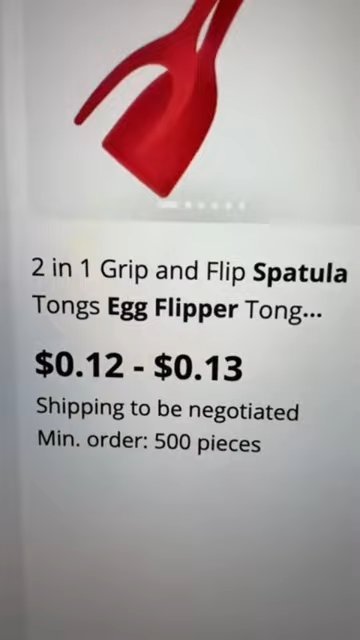 2 in 1 Grip and Flip Spatula
Tongs Egg Flipper Tong...
$0.12 - $0.13
Shipping to be negotiated
Min. order: 500 pieces